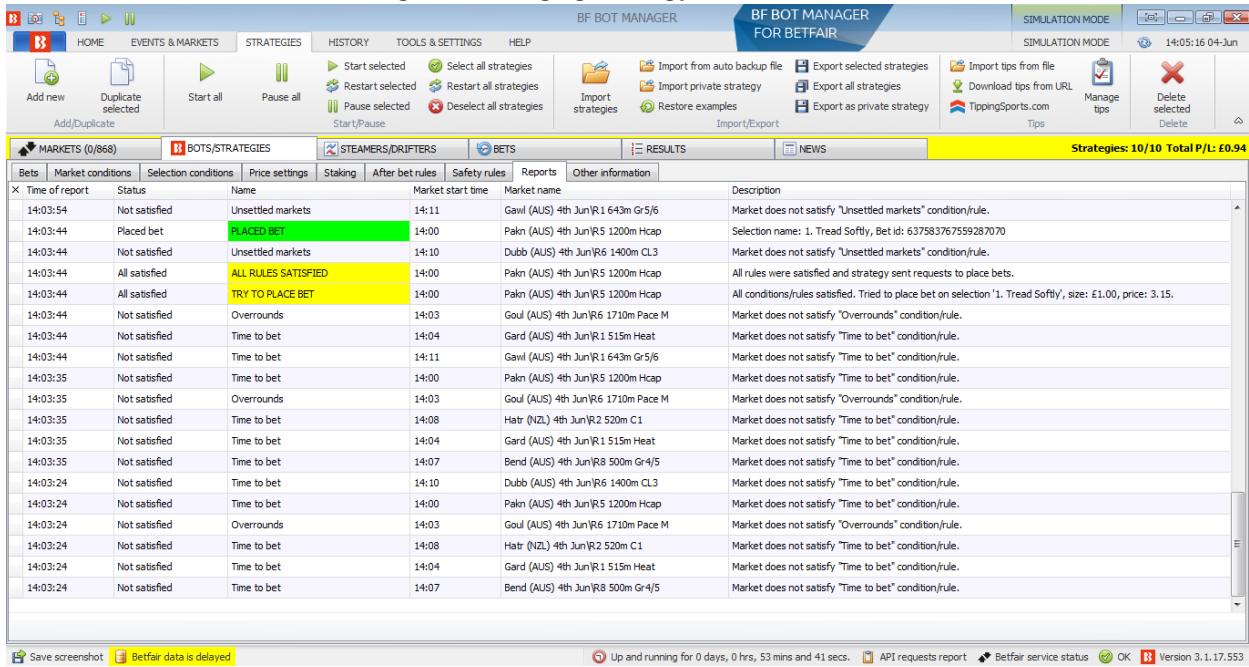 BF BOT MANAGER
BF BOT MANAGER
FOR BETFAIR
SIMULATION MODE
HOME EVENTS & MARKETS STRATEGIES HISTORY TOOLS & SETTINGS HELP
SIMULATION MODE 14:05:16 04-Jun
Add new
Duplicate selected
Add/Duplicate
Start all
Pause all
Start selected
Restart selected
Pause selected
Select all strategies
Restart all strategies
Deselect all strategies
Start/Pause
Import strategies
Import from auto backup file
Import private strategy
Restore examples
Export selected strategies
Export all strategies
Export as private strategy
Import/Export
Import tips from file
Download tips from URL
TippingSports.com
Manage tips
Tips
Delete selected
Delete
MARKETS (0/868) BOTS/STRATEGIES STEAMERS/DRIFTERS BETS RESULTS NEWS Strategies: 10/10 Total P/L: £0.94
Bets Market conditions Selection conditions Price settings Staking After bet rules Safety rules Reports Other information
X Time of report Status Name Market start time Market name Description
14:03:54 Not satisfied Unsettled markets 14:11 Gawl (AUS) 4th Jun\R1 643m Gr5/6 Market does not satisfy "Unsettled markets" condition/rule.
14:03:44 Placed bet PLACED BET 14:00 Pakn (AUS) 4th Jun\R5 1200m Hcap Selection name: 1. Tread Softly, Bet id: 637583767559287070
14:03:44 Not satisfied Unsettled markets 14:10 Dubb (AUS) 4th Jun\R6 1400m CL3 Market does not satisfy "Unsettled markets" condition/rule.
14:03:44 All satisfied ALL RULES SATISFIED 14:00 Pakn (AUS) 4th Jun\R5 1200m Hcap All rules were satisfied and strategy sent requests to place bets.
14:03:44 All satisfied TRY TO PLACE BET 14:00 Pakn (AUS) 4th Jun\R5 1200m Hcap All conditions/rules satisfied. Tried to place bet on selection '1. Tread Softly', size: £1.00, price: 3.15.
14:03:44 Not satisfied Overrounds 14:03 Goul (AUS) 4th Jun\R6 1710m Pace M Market does not satisfy "Overrounds" condition/rule.
14:03:44 Not satisfied Time to bet 14:04 Gard (AUS) 4th Jun\R1 515m Heat Market does not satisfy "Time to bet" condition/rule.
14:03:44 Not satisfied Time to bet 14:11 Gawl (AUS) 4th Jun\R1 643m Gr5/6 Market does not satisfy "Time to bet" condition/rule.
14:03:35 Not satisfied Time to bet 14:00 Pakn (AUS) 4th Jun\R5 1200m Hcap Market does not satisfy "Time to bet" condition/rule.
14:03:35 Not satisfied Overrounds 14:03 Goul (AUS) 4th Jun\R6 1710m Pace M Market does not satisfy "Overrounds" condition/rule.
14:03:35 Not satisfied Time to bet 14:08 Hatr (NZL) 4th Jun\R2 520m C1 Market does not satisfy "Time to bet" condition/rule.
14:03:35 Not satisfied Time to bet 14:04 Gard (AUS) 4th Jun\R1 515m Heat Market does not satisfy "Time to bet" condition/rule.
14:03:35 Not satisfied Time to bet 14:07 Bend (AUS) 4th Jun\R8 500m Gr4/5 Market does not satisfy "Time to bet" condition/rule.
14:03:24 Not satisfied Time to bet 14:10 Dubb (AUS) 4th Jun\R6 1400m CL3 Market does not satisfy "Time to bet" condition/rule.
14:03:24 Not satisfied Time to bet 14:00 Pakn (AUS) 4th Jun\R5 1200m Hcap Market does not satisfy "Time to bet" condition/rule.
14:03:24 Not satisfied Overrounds 14:03 Goul (AUS) 4th Jun\R6 1710m Pace M Market does not satisfy "Overrounds" condition/rule.
14:03:24 Not satisfied Time to bet 14:08 Hatr (NZL) 4th Jun\R2 520m C1 Market does not satisfy "Time to bet" condition/rule.
14:03:24 Not satisfied Time to bet 14:04 Gard (AUS) 4th Jun\R1 515m Heat Market does not satisfy "Time to bet" condition/rule.
14:03:24 Not satisfied Time to bet 14:07 Bend (AUS) 4th Jun\R8 500m Gr4/5 Market does not satisfy "Time to bet" condition/rule.
Save screenshot Betfair data is delayed Up and running for 0 days, 0 hrs, 53 mins and 41 secs. API requests report Betfair service status OK Version 3.1.17.553